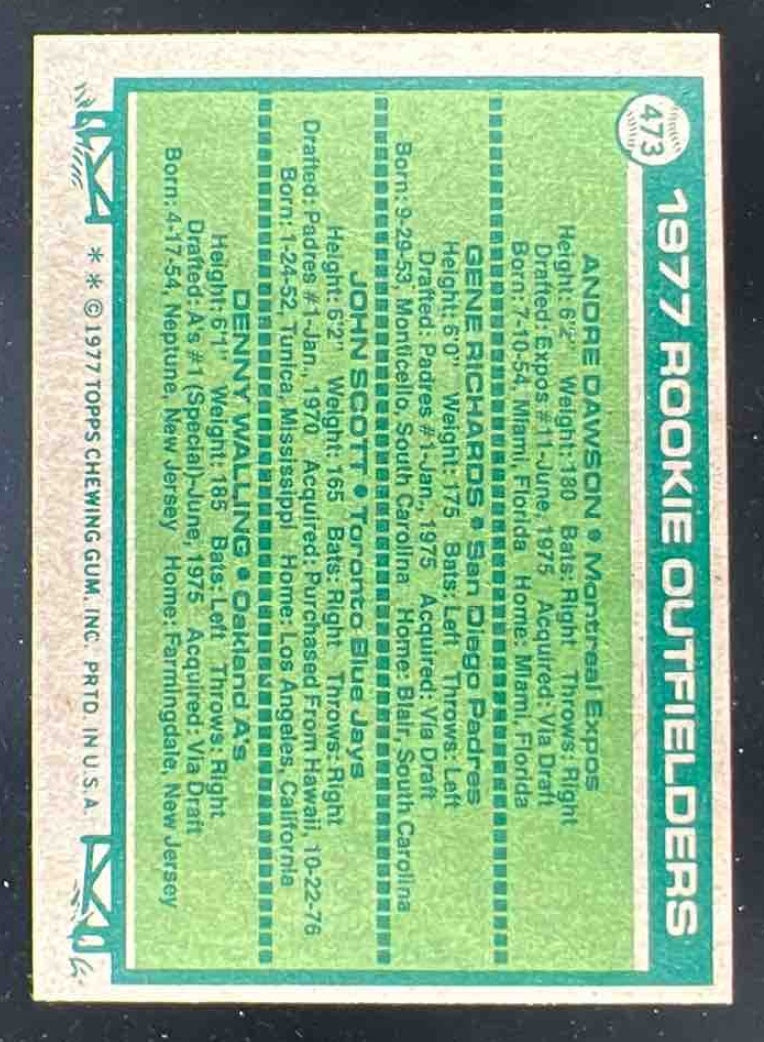 473
1977 ROOKIE OUTFIELDERS
ANDRE DAWSON • Montreal Expos
Height: 6'2" Weight: 180 Bats: Right Throws: Right
Drafted: Expos #11-June, 1975 Acquired: Via Draft
Born: 7-10-54, Miami, Florida Home: Miami, Florida
GENE RICHARDS • San Diego Padres
Height: 6'0" Weight: 175 Bats: Left Throws: Left
Drafted: Padres #1-Jan., 1975 Acquired: Via Draft
Born: 9-29-53, Monticello, South Carolina Home: Blair, South Carolina
JOHN SCOTT • Toronto Blue Jays
Height: 6'2" Weight: 165 Bats: Right Throws: Right
Drafted: Padres #1-Jan., 1970 Acquired: Purchased From Hawaii, 10-22-76
Born: 1-24-52, Tunica, Mississippi Home: Los Angeles, California
DENNY WALLING • Oakland A's
Height: 6'1" Weight: 185 Bats: Left Throws: Right
Drafted: A's #1 (Special)-June, 1975 Acquired: Via Draft
Born: 4-17-54, Neptune, New Jersey Home: Farmingdale, New Jersey
* * © 1977 TOPPS CHEWING GUM, INC. PRTD. IN U.S.A.